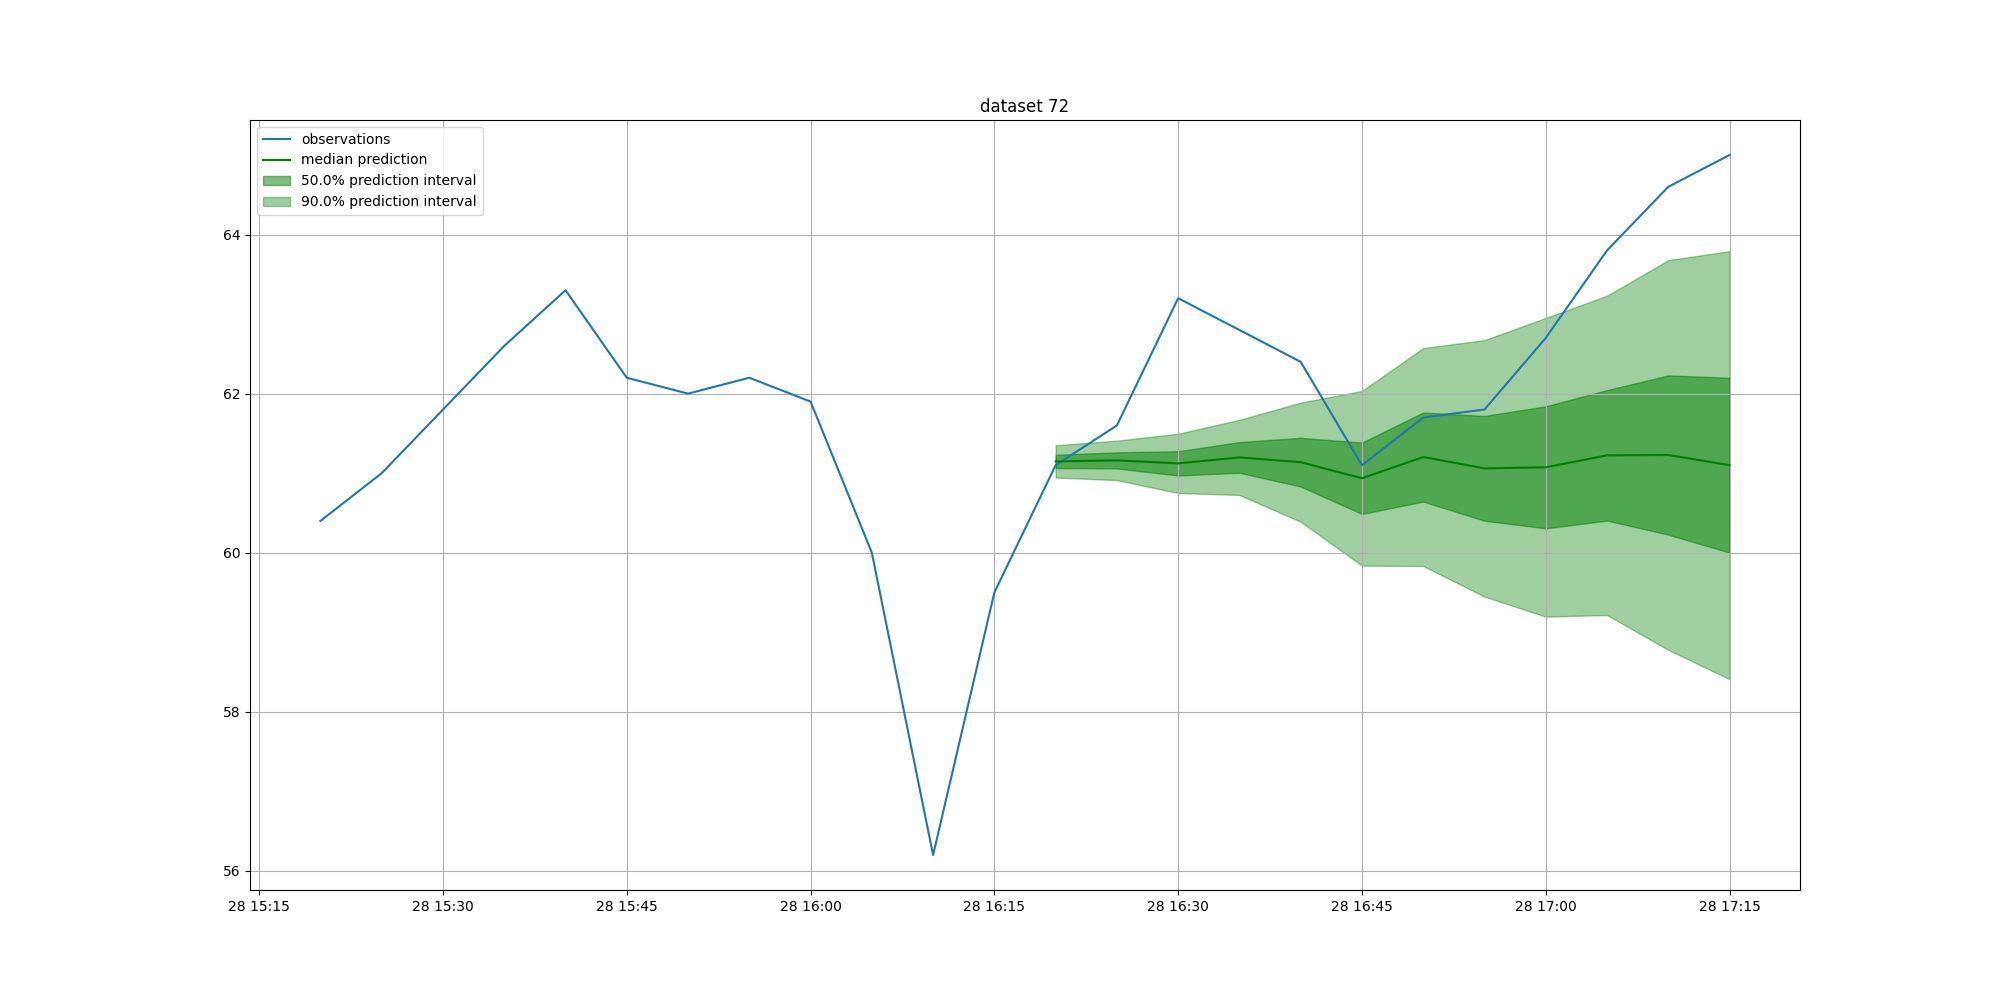 dataset 72
observations
median prediction
50.0% prediction interval
90.0% prediction interval
64
62
60
58
56
28 15:15 28 15:30 28 15:45 28 16:00 28 16:15 28 16:30 28 16:45 28 17:00 28 17:15